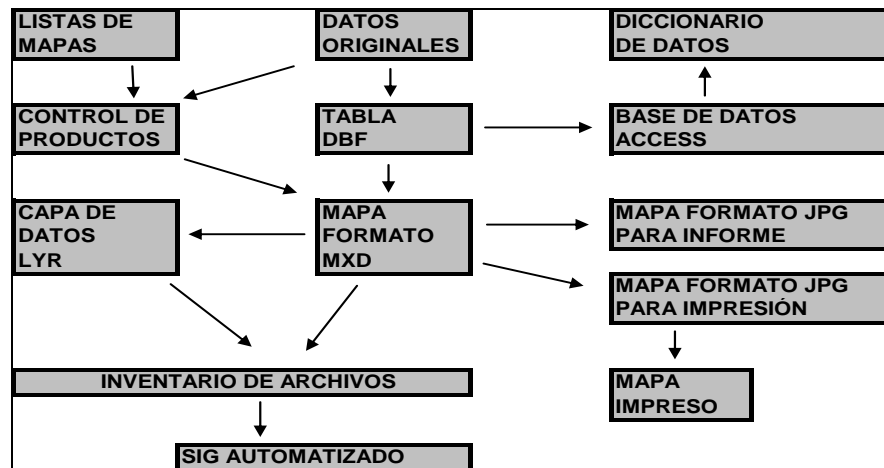 LISTAS DE
MAPAS
DATOS
ORIGINALES
DICCIONARIO
DE DATOS
CONTROL DE
PRODUCTOS
TABLA
DBF
BASE DE DATOS
ACCESS
CAPA DE
DATOS
LYR
MAPA
FORMATO
MXD
MAPA FORMATO JPG
PARA INFORME
MAPA FORMATO JPG
PARA IMPRESIÓN
INVENTARIO DE ARCHIVOS
MAPA
IMPRESO
SIG AUTOMATIZADO